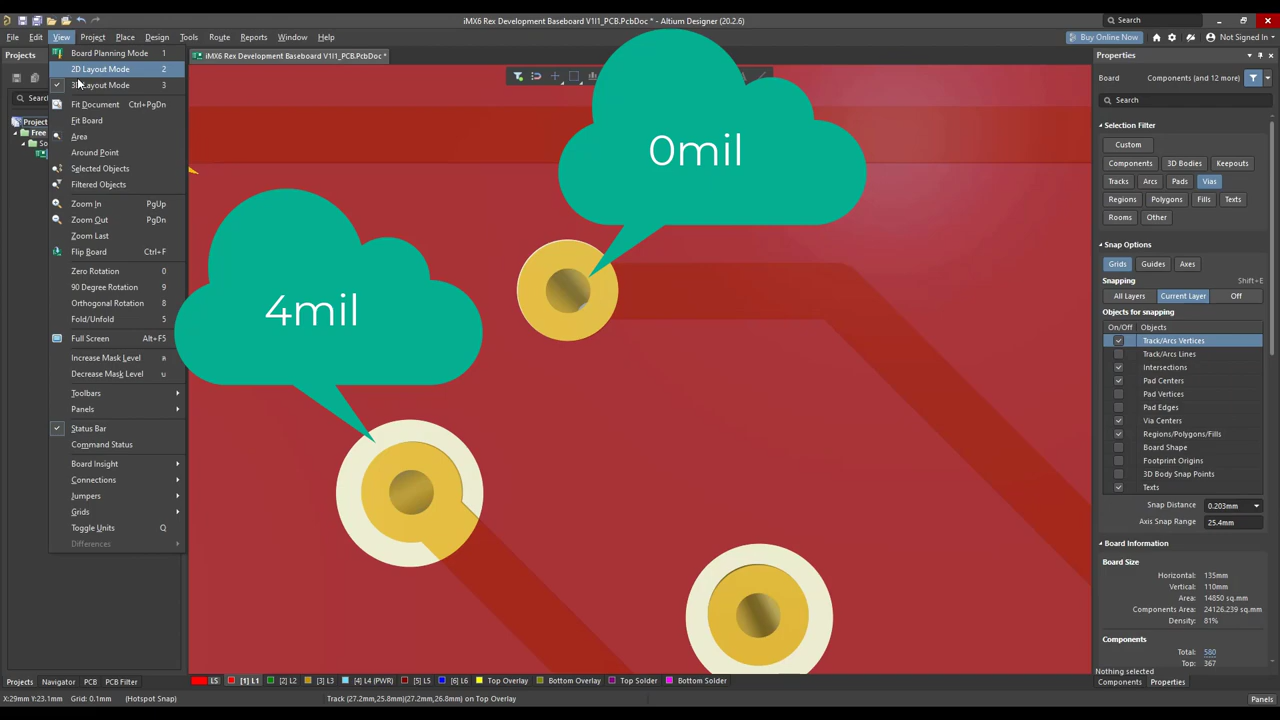 iMX6 Rex Development Baseboard V1I1_PCB.PcbDoc * - Altium Designer (20.2.6)
Search
File Edit View Project Place Design Tools Route Reports Window Help
Buy Online Now
Not Signed In
Projects
iMX6 Rex Development Baseboard V1I1_PCB.PcbDoc *
Board Planning Mode 1
2D Layout Mode 2
3D Layout Mode 3
Fit Document Ctrl+PgDn
Fit Board
Area
Around Point
Selected Objects
Filtered Objects
Zoom In PgUp
Zoom Out PgDn
Zoom Last
Flip Board Ctrl+F
Zero Rotation 0
90 Degree Rotation 9
Orthogonal Rotation 8
Fold/Unfold 5
Full Screen Alt+F5
Increase Mask Level
Decrease Mask Level
Toolbars
Panels
Status Bar
Command Status
Board Insight
Connections
Jumpers
Grids
Toggle Units Q
Differences
Search
Project
Free
So
0mil
4mil
Properties
Board Components (and 12 more)
Search
Selection Filter
Custom
Components 3D Bodies Keepouts
Tracks Arcs Pads Vias
Regions Polygons Fills Texts
Rooms Other
Snap Options
Grids Guides Axes
Snapping Shift+E
All Layers Current Layer Off
Objects for snapping
On/Off Objects
Track/Arcs Vertices
Track/Arcs Lines
Intersections
Pad Centers
Pad Vertices
Pad Edges
Via Centers
Regions/Polygons/Fills
Board Shape
Footprint Origins
3D Body Snap Points
Texts
Snap Distance 0.203mm
Axis Snap Range 25.4mm
Board Information
Board Size
Horizontal: 135mm
Vertical: 110mm
Area: 14850 sq.mm
Components Area: 24126.239 sq.mm
Density: 81%
Components
Total: 580
Top: 367
Nothing selected
Projects Navigator PCB PCB Filter
LS [1] L1 [2] L2 [3] L3 [4] L4 (PWR) [5] L5 [6] L6 Top Overlay Bottom Overlay Top Solder Bottom Solder
Components Properties
X:29mm Y:23.1mm Grid: 0.1mm (Hotspot Snap)
Track (27.2mm,25.8mm)(27.2mm,26.8mm) on Top Overlay
Panels